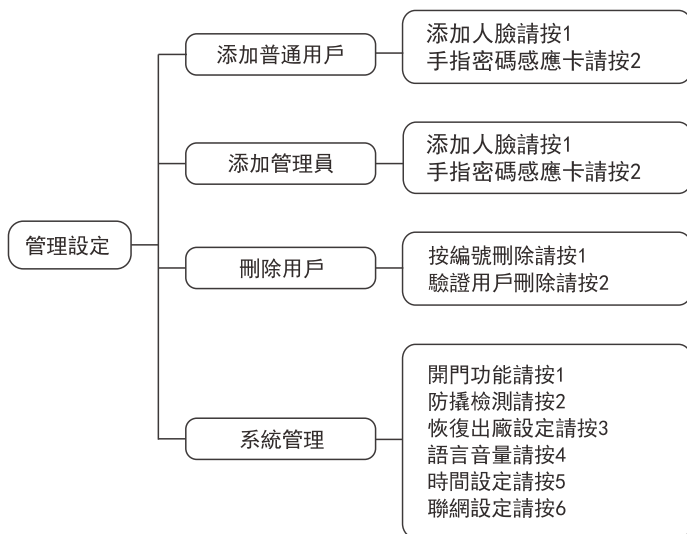 管理設定
添加普通用戶
添加人臉請按1
手指密碼感應卡請按2
添加管理員
添加人臉請按1
手指密碼感應卡請按2
刪除用戶
按編號刪除請按1
驗證用戶刪除請按2
系統管理
開門功能請按1
防撬檢測請按2
恢復出廠設定請按3
語言音量請按4
時間設定請按5
聯網設定請按6